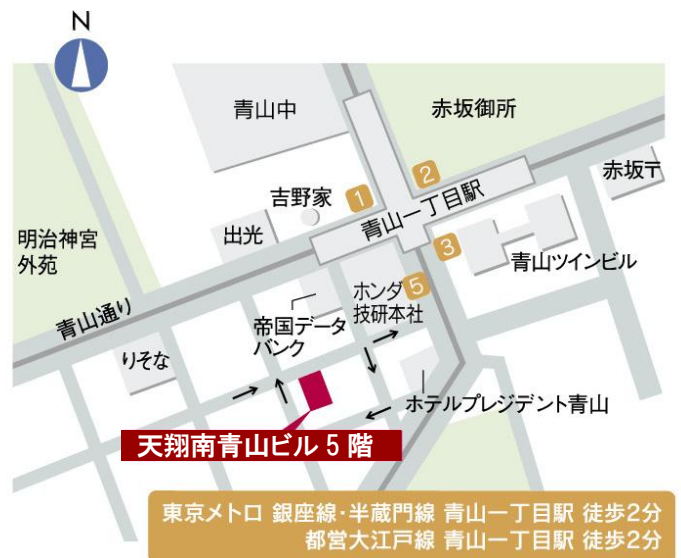 N
青山中
赤坂御所
赤坂〒
吉野家
1
2
青山一丁目駅
出光
明治神宮
外苑
3
青山ツインビル
5
ホンダ
技研本社
青山通り
帝国データ
バンク
りそな
ホテルプレジデント青山
天翔南青山ビル 5 階
東京メトロ 銀座線・半蔵門線 青山一丁目駅 徒歩2分
都営大江戸線 青山一丁目駅 徒歩2分